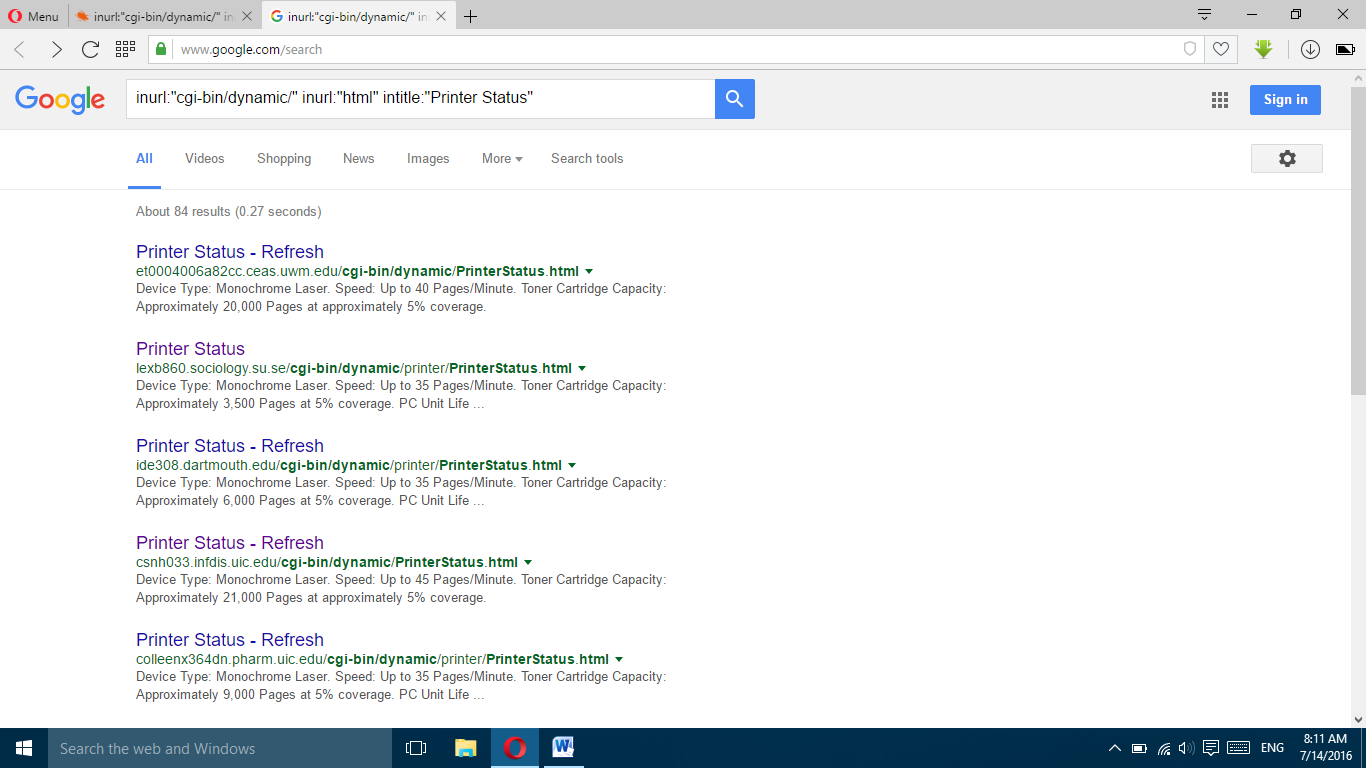 Menu
inurl:"cgi-bin/dynamic/" in
inurl:"cgi-bin/dynamic/" in
www.google.com/search
Google
inurl:"cgi-bin/dynamic/" inurl:"html" intitle:"Printer Status"
Sign in
All Videos Shopping News Images More Search tools
About 84 results (0.27 seconds)
Printer Status - Refresh
et0004006a82cc.ceas.uwm.edu/cgi-bin/dynamic/PrinterStatus.html
Device Type: Monochrome Laser. Speed: Up to 40 Pages/Minute. Toner Cartridge Capacity:
Approximately 20,000 Pages at approximately 5% coverage.
Printer Status
lexb860.sociology.su.se/cgi-bin/dynamic/printer/PrinterStatus.html
Device Type: Monochrome Laser. Speed: Up to 35 Pages/Minute. Toner Cartridge Capacity:
Approximately 3,500 Pages at 5% coverage. PC Unit Life ...
Printer Status - Refresh
ide308.dartmouth.edu/cgi-bin/dynamic/printer/PrinterStatus.html
Device Type: Monochrome Laser. Speed: Up to 35 Pages/Minute. Toner Cartridge Capacity:
Approximately 6,000 Pages at 5% coverage. PC Unit Life ...
Printer Status - Refresh
csnh033.infdis.uic.edu/cgi-bin/dynamic/PrinterStatus.html
Device Type: Monochrome Laser. Speed: Up to 45 Pages/Minute. Toner Cartridge Capacity:
Approximately 21,000 Pages at approximately 5% coverage.
Printer Status - Refresh
colleenx364dn.pharm.uic.edu/cgi-bin/dynamic/printer/PrinterStatus.html
Device Type: Monochrome Laser. Speed: Up to 35 Pages/Minute. Toner Cartridge Capacity:
Approximately 9,000 Pages at 5% coverage. PC Unit Life ...
Search the web and Windows
W
ENG
8:11 AM
7/14/2016